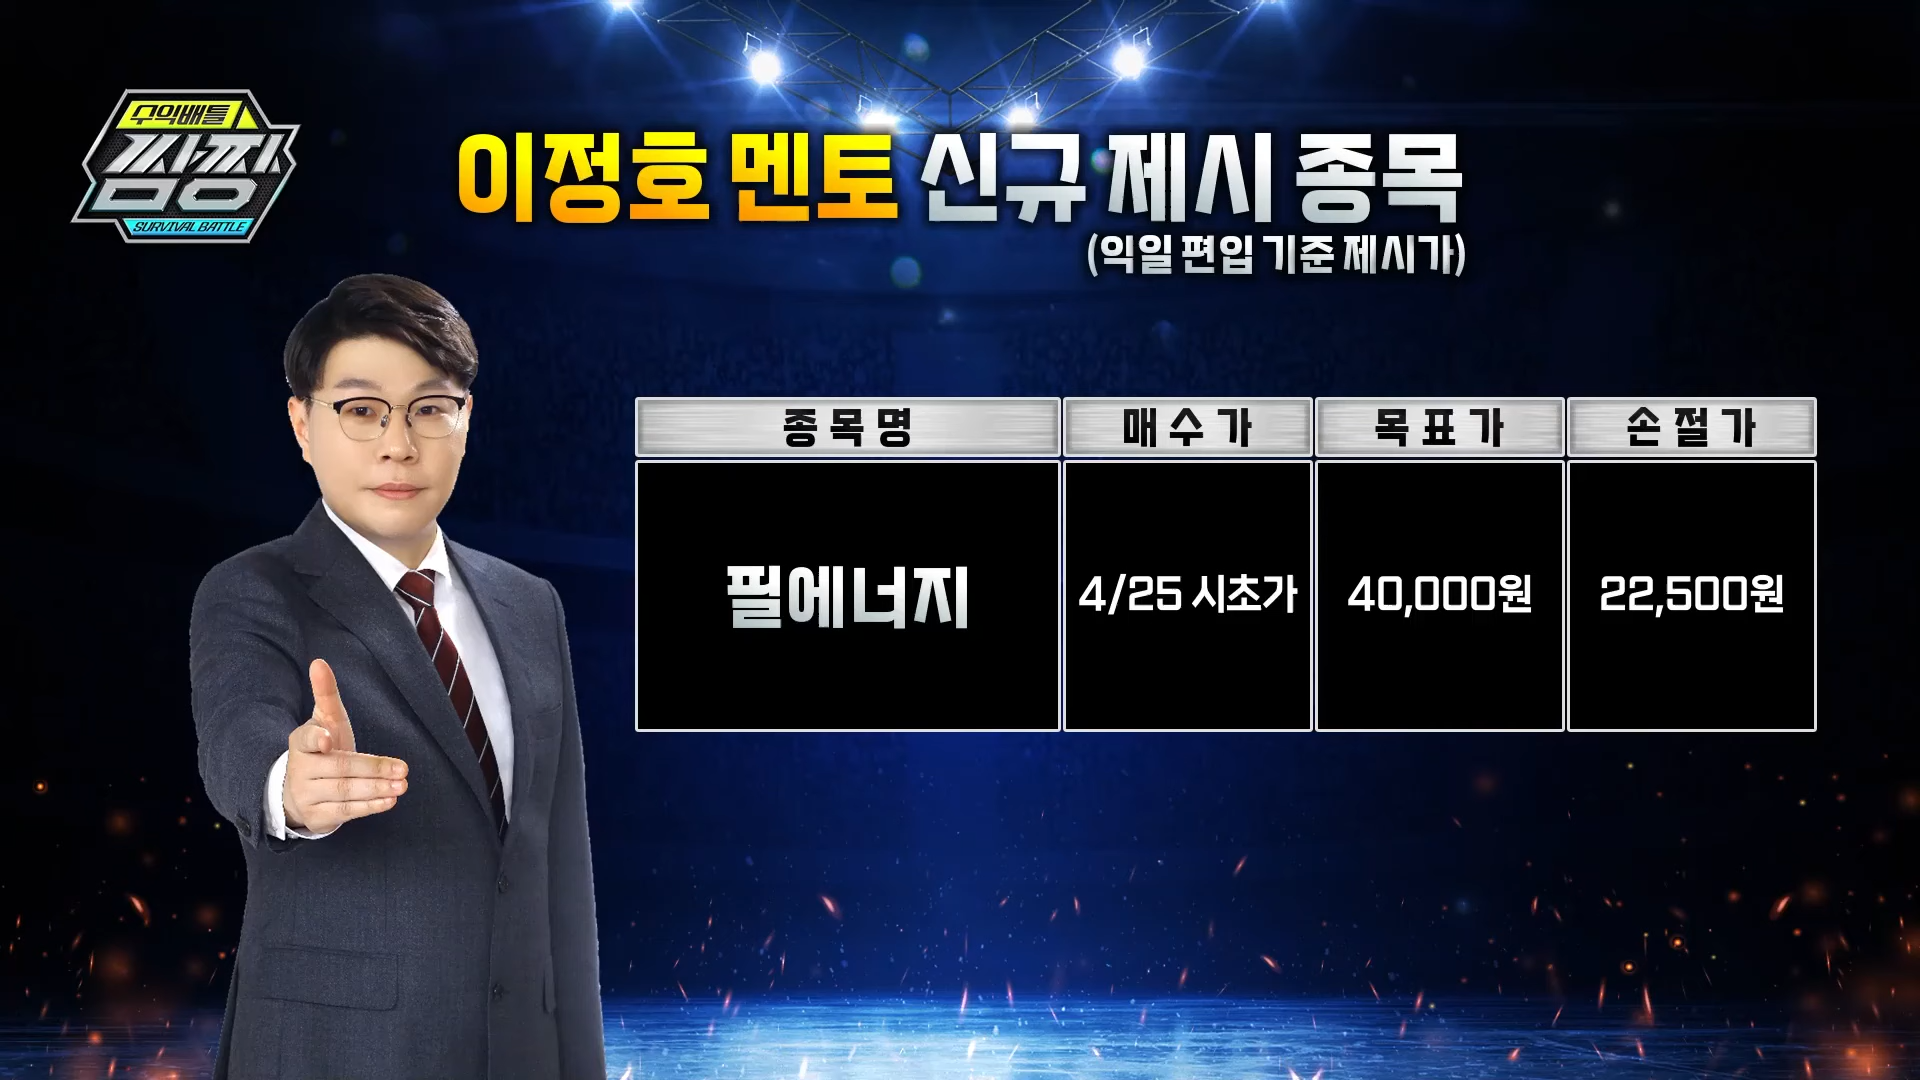 수익배틀
찜쫑
SURVIVAL BATTLE
이정호 멘토 신규 제시 종목
(익일 편입 기준 제시가)
종목명 매수가 목표가 손절가
필에너지 4/25 시초가 40,000원 22,500원